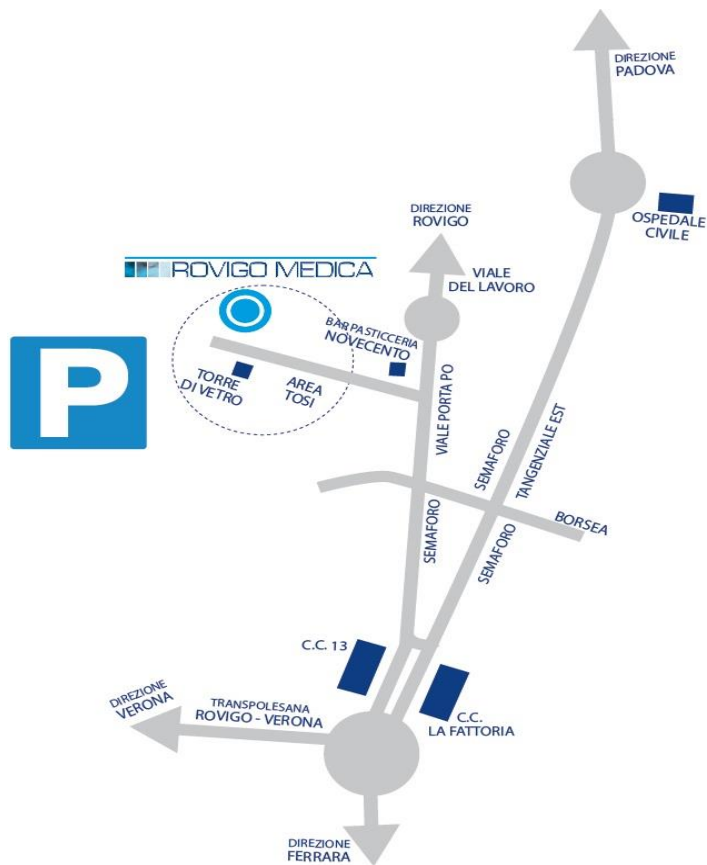 DIREZIONE
PADOVA
OSPEDALE
CIVILE
DIREZIONE
ROVIGO
VIALE
DEL LAVORO
ROVIGO MEDICA
BAR PASTICCERIA
NOVECENTO
P
TORRE
DI VETRO
AREA
TOSI
VIALE PORTA PO
SEMAFORO
TANGENZIALE EST
SEMAFORO
SEMAFORO
BORSEA
C.C. 13
C.C.
LA FATTORIA
DIREZIONE
VERONA
TRANSPOLESANA
ROVIGO - VERONA
DIREZIONE
FERRARA